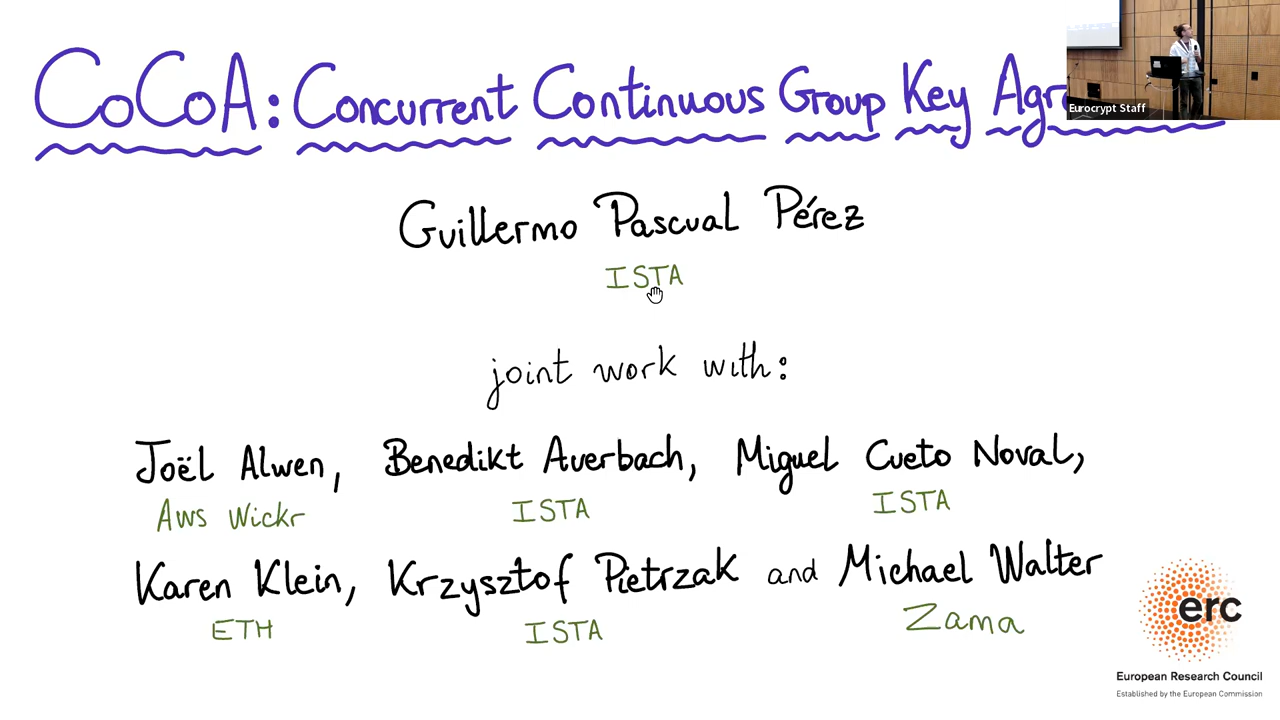 CoCoA: Concurrent Continuous Group Key Agr
Eurocrypt Staff
Guillermo Pascual Pérez
ISTA
joint work with:
Joël Alwen, Benedikt Auerbach, Miguel Cueto Noval,
Aws Wickr ISTA ISTA
Karen Klein, Krzysztof Pietrzak and Michael Walter
ETH ISTA Zama
erc
European Research Council
Established by the European Commission